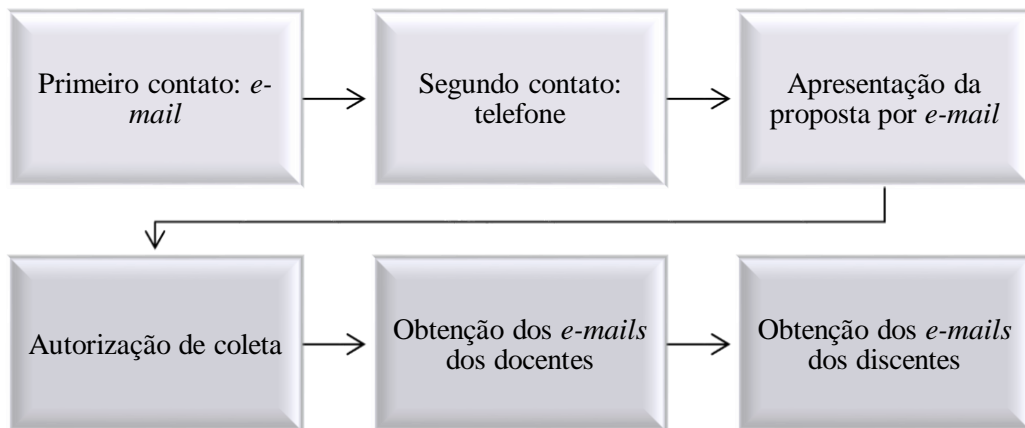 Primeiro contato: e-
mail
Segundo contato:
telefone
Apresentação da
proposta por e-mail
Autorização de coleta
Obtenção dos e-mails
dos docentes
Obtenção dos e-mails
dos discentes